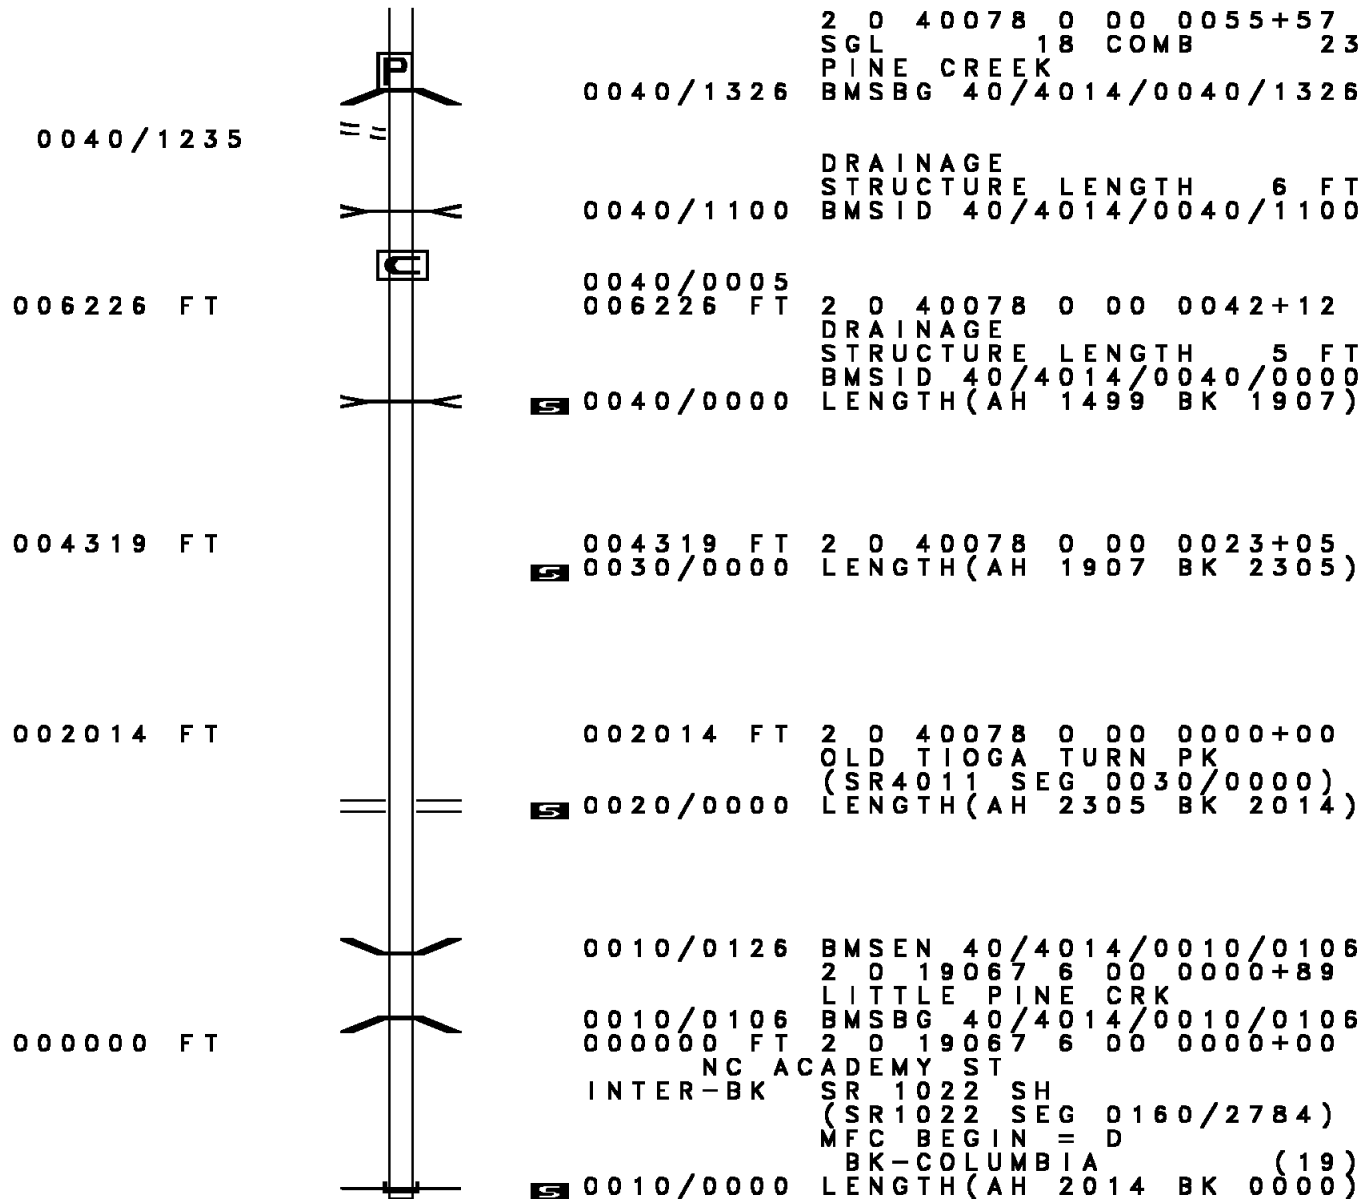 2 0 40078 0 00 0055+57
SGL 18 COMB 23
PINE CREEK
P
0040/1326 BMSBG 40/4014/0040/1326
0040/1235
DRAINAGE
STRUCTURE LENGTH 6 FT
0040/1100 BMSID 40/4014/0040/1100
C
0040/0005
006226 FT 006226 FT 2 0 40078 0 00 0042+12
DRAINAGE
STRUCTURE LENGTH 5 FT
BMSID 40/4014/0040/0000
S 0040/0000 LENGTH(AH 1499 BK 1907)
004319 FT 004319 FT 2 0 40078 0 00 0023+05
S 0030/0000 LENGTH(AH 1907 BK 2305)
002014 FT 002014 FT 2 0 40078 0 00 0000+00
OLD TIOGA TURN PK
(SR4011 SEG 0030/0000)
S 0020/0000 LENGTH(AH 2305 BK 2014)
0010/0126 BMSEN 40/4014/0010/0106
2 0 19067 6 00 0000+89
LITTLE PINE CRK
0010/0106 BMSBG 40/4014/0010/0106
000000 FT 000000 FT 2 0 19067 6 00 0000+00
NC ACADEMY ST
INTER-BK SR 1022 SH
(SR1022 SEG 0160/2784)
MFC BEGIN = D
BK-COLUMBIA (19)
S 0010/0000 LENGTH(AH 2014 BK 0000)